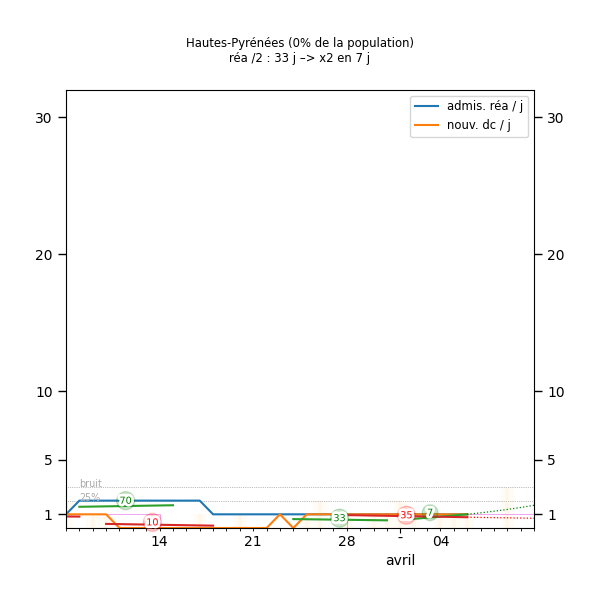 Hautes-Pyrénées (0% de la population)
réa /2 : 33 j –> x2 en 7 j
admis. réa / j
nouv. dc / j
30 30
20 20
10 10
5 5
bruit
25%
70
10
33
35
7
1 1
14 21 28 - 04
avril